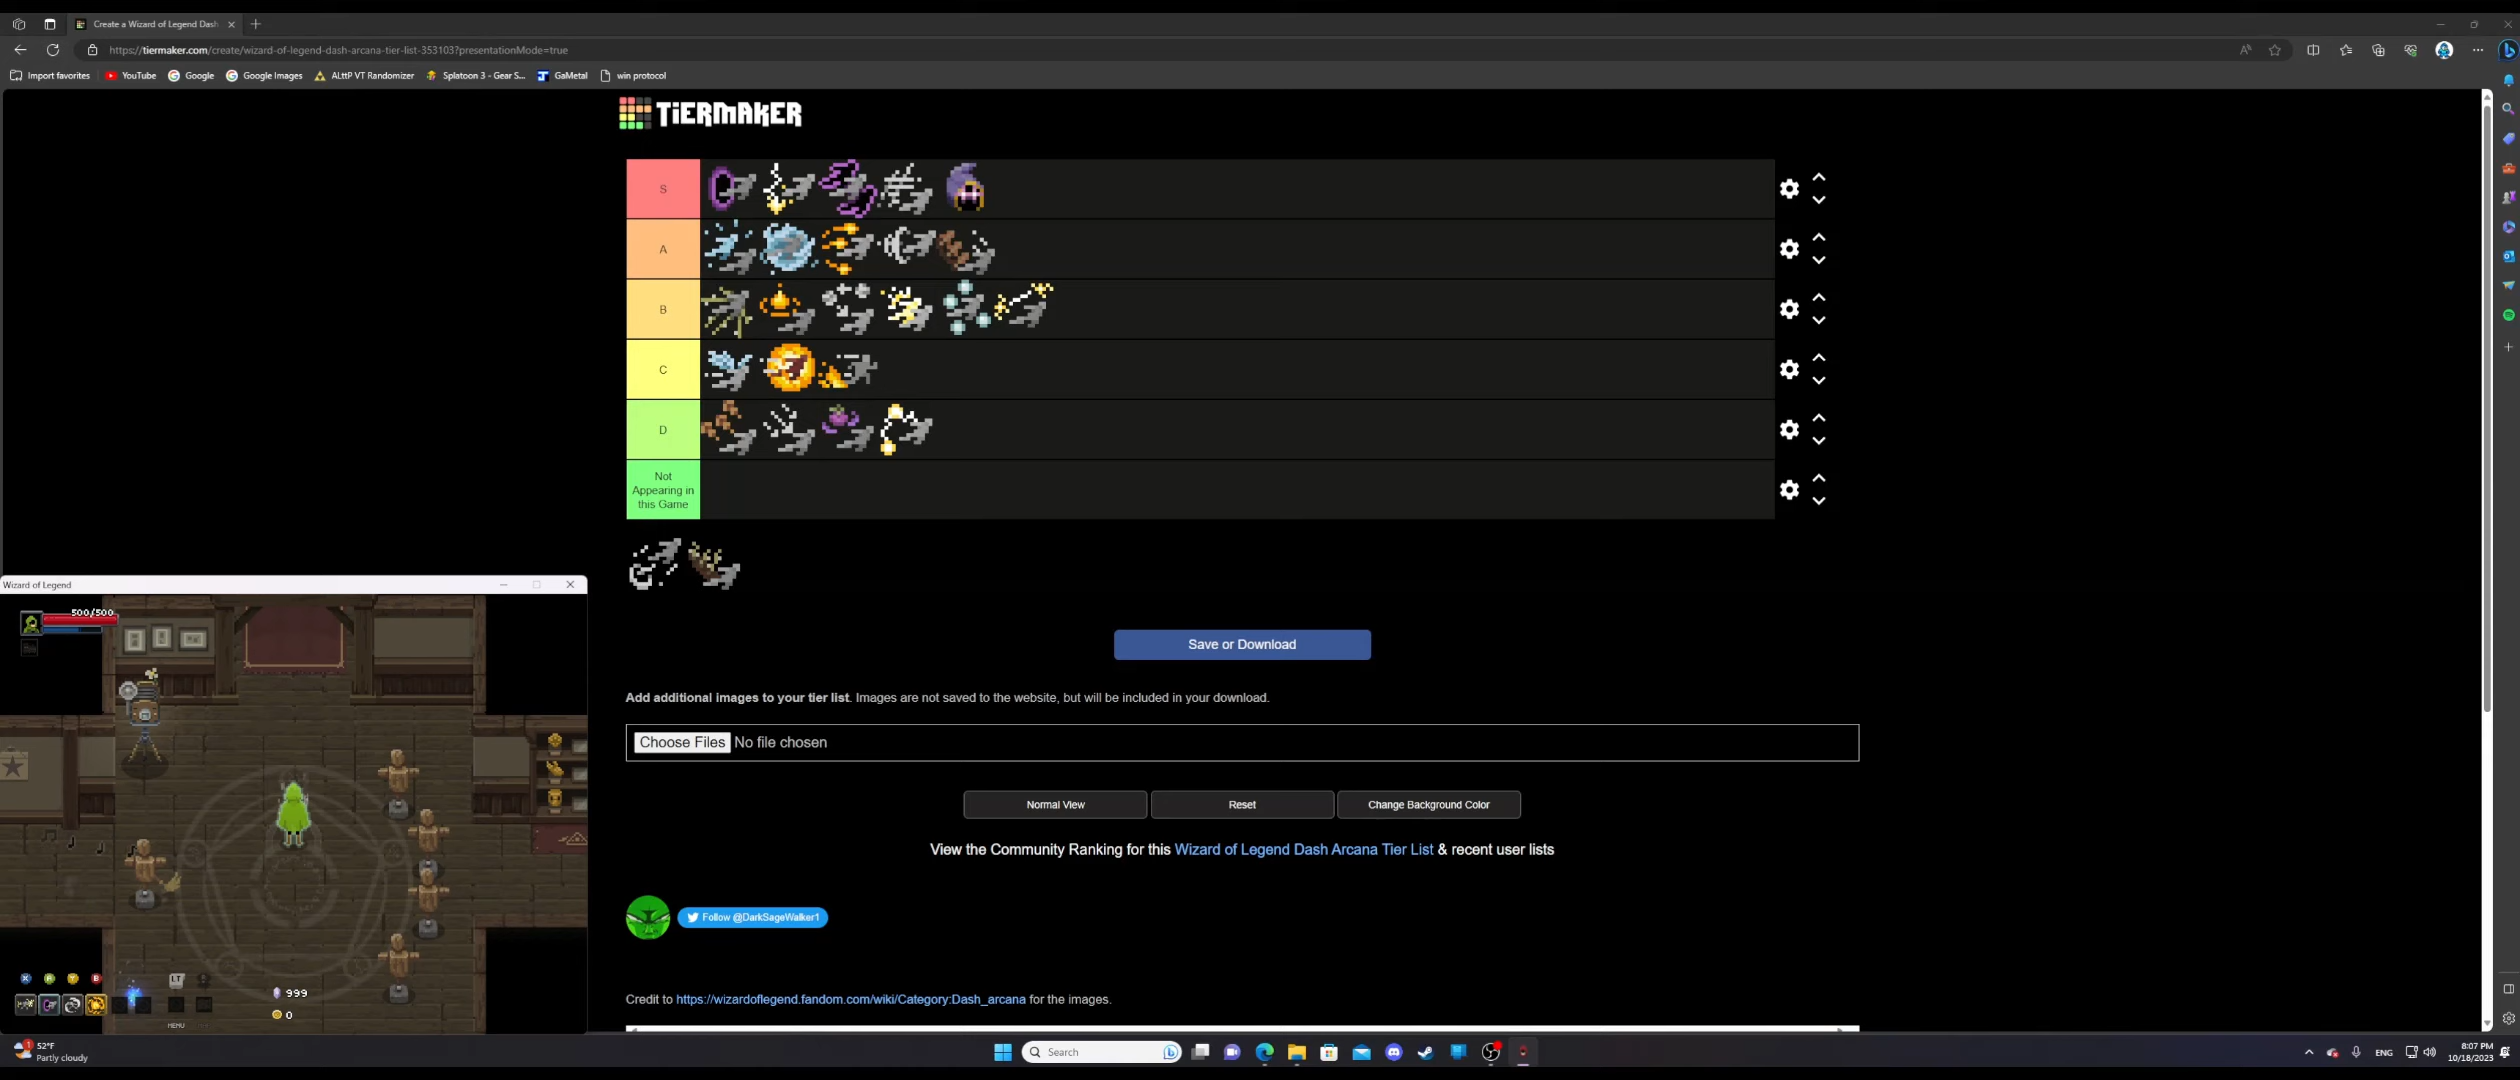 Create a Wizard of Legend Dash
https://tiermaker.com/create/wizard-of-legend-dash-arcana-tier-list-353103?presentationMode=true
Import favorites YouTube Google Google Images ALttP VT Randomizer Splatoon 3 - Gear S... GaMetal win protocol
TiERMAKER
S
A
B
C
D
Not
Appearing in
this Game
Save or Download
Add additional images to your tier list. Images are not saved to the website, but will be included in your download.
Choose Files No file chosen
Normal View Reset Change Background Color
View the Community Ranking for this Wizard of Legend Dash Arcana Tier List & recent user lists
Follow @DarkSageWalker1
Credit to https://wizardoflegend.fandom.com/wiki/Category:Dash_arcana for the images.
Wizard of Legend
500/500
X A Y B LT
999
0
MENU
1 52°F
Partly cloudy
Search
ENG
8:07 PM
10/18/2023